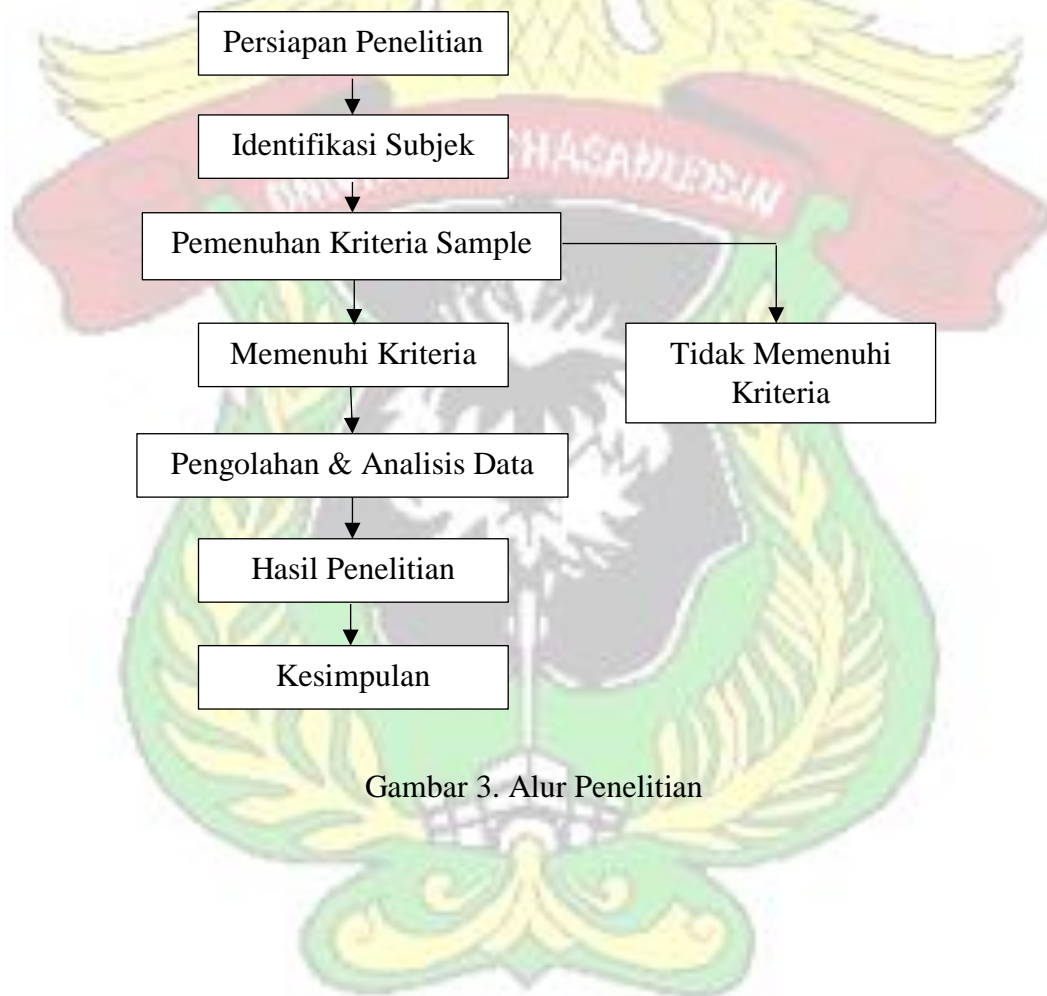 Persiapan Penelitian
Identifikasi Subjek
Pemenuhan Kriteria Sample
Memenuhi Kriteria
Tidak Memenuhi
Kriteria
Pengolahan & Analisis Data
Hasil Penelitian
Kesimpulan
Gambar 3. Alur Penelitian